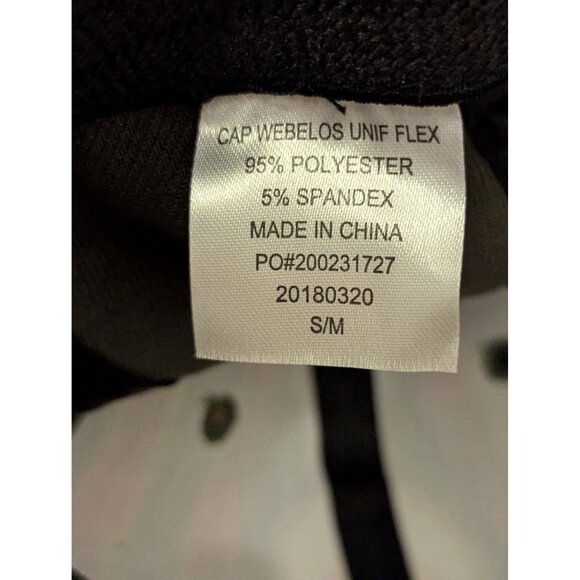 CAP WEBELOS UNIF FLEX
95% POLYESTER
5% SPANDEX
MADE IN CHINA
PO#200231727
20180320
S/M